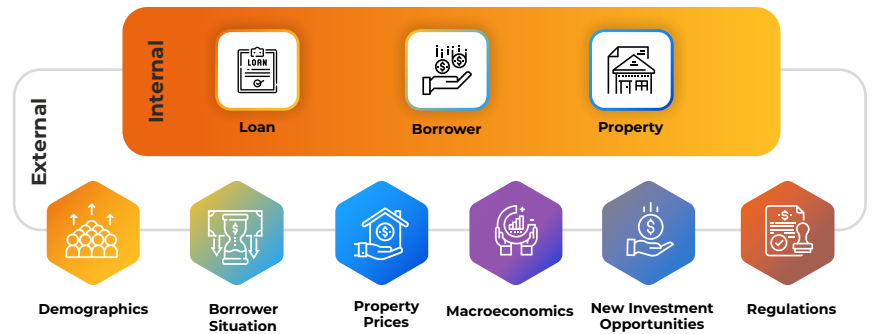 Internal
LOAN
Loan
Borrower
Property
External
Demographics
Borrower
Situation
Property
Prices
Macroeconomics
New Investment
Opportunities
Regulations